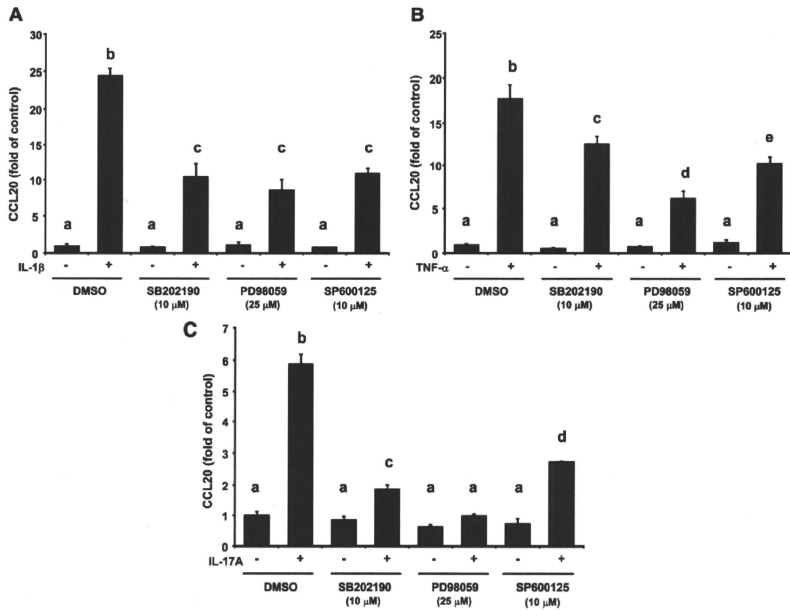 A
CCL20 (fold of control)
30
25
20
15
10
5
0
b
c
c
c
a
a
a
a
IL-1β - + - + - + - +
DMSO SB202190 PD98059 SP600125
(10 μM) (25 μM) (10 μM)
B
CCL20 (fold of control)
25
20
15
10
5
0
b
c
e
d
a
a
a
a
TNF-α - + - + - + - +
DMSO SB202190 PD98059 SP600125
(10 μM) (25 μM) (10 μM)
C
CCL20 (fold of control)
7
6
5
4
3
2
1
0
b
d
c
a a a a a
IL-17A - + - + - + - +
DMSO SB202190 PD98059 SP600125
(10 μM) (25 μM) (10 μM)